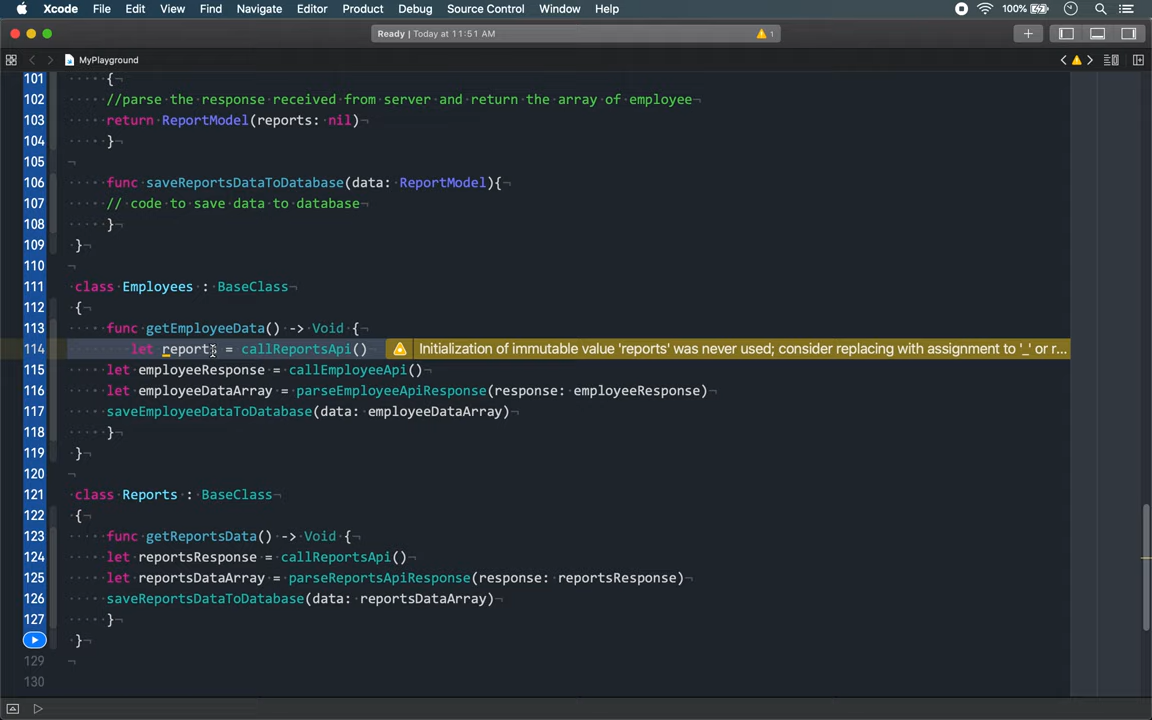 Xcode File Edit View Find Navigate Editor Product Debug Source Control Window Help 100%
Ready | Today at 11:51 AM 1
MyPlayground
101 {
102 //parse the response received from server and return the array of employee
103 return ReportModel(reports: nil)
104 }
105
106 func saveReportsDataToDatabase(data: ReportModel){
107 // code to save data to database
108 }
109 }
110
111 class Employees : BaseClass
112 {
113 func getEmployeeData() -> Void {
114 let reports = callReportsApi() Initialization of immutable value 'reports' was never used; consider replacing with assignment to '_' or r...
115 let employeeResponse = callEmployeeApi()
116 let employeeDataArray = parseEmployeeApiResponse(response: employeeResponse)
117 saveEmployeeDataToDatabase(data: employeeDataArray)
118 }
119 }
120
121 class Reports : BaseClass
122 {
123 func getReportsData() -> Void {
124 let reportsResponse = callReportsApi()
125 let reportsDataArray = parseReportsApiResponse(response: reportsResponse)
126 saveReportsDataToDatabase(data: reportsDataArray)
127 }
}
129
130